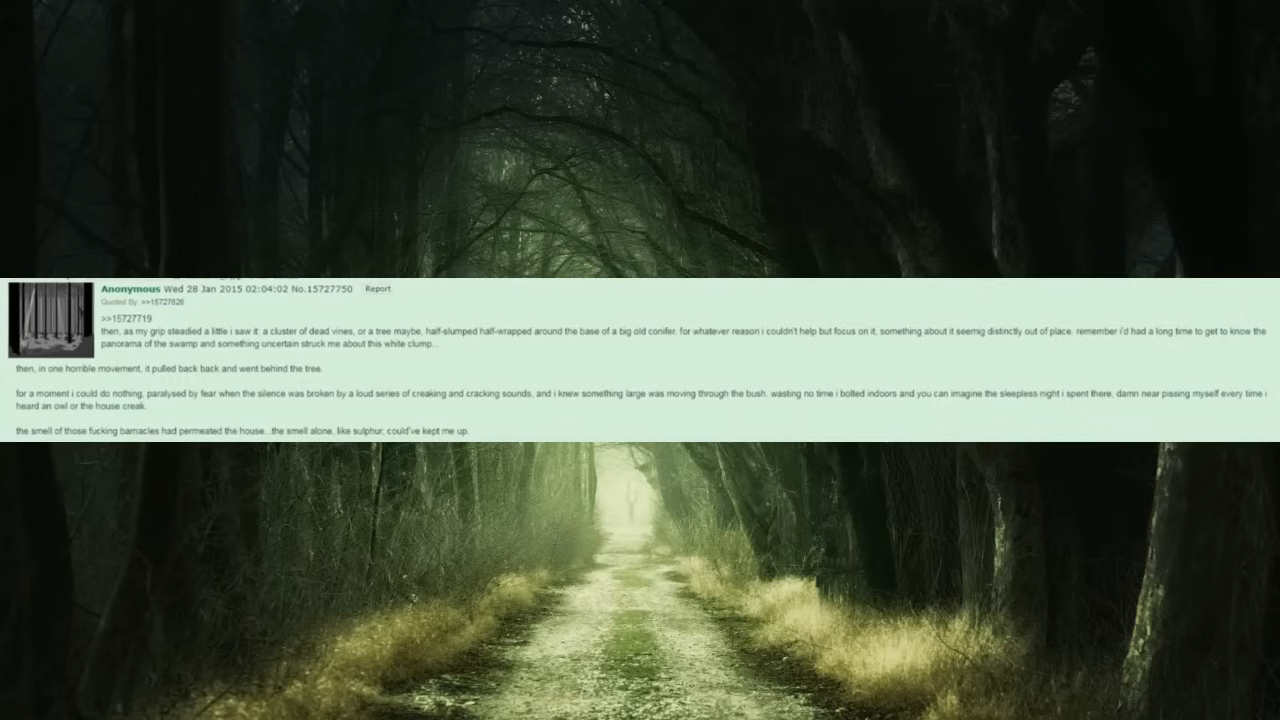 Anonymous Wed 28 Jan 2015 02:04:02 No.15727750 Report
Quoted By: >>15727826
>>15727719
then, as my grip steadied a little i saw it: a cluster of dead vines, or a tree maybe, half-slumped half-wrapped around the base of a big old conifer. for whatever reason i couldn't help but focus on it, something about it seemig distinctly out of place. remember i'd had a long time to get to know the
panorama of the swamp and something uncertain struck me about this white clump...
then, in one horrible movement, it pulled back back and went behind the tree.
for a moment i could do nothing, paralysed by fear when the silence was broken by a loud series of creaking and cracking sounds, and i knew something large was moving through the bush. wasting no time i bolted indoors and you can imagine the sleepless night i spent there, damn near pissing myself every time i
heard an owl or the house creak.
the smell of those fucking barnacles had permeated the house...the smell alone, like sulphur, could've kept me up.